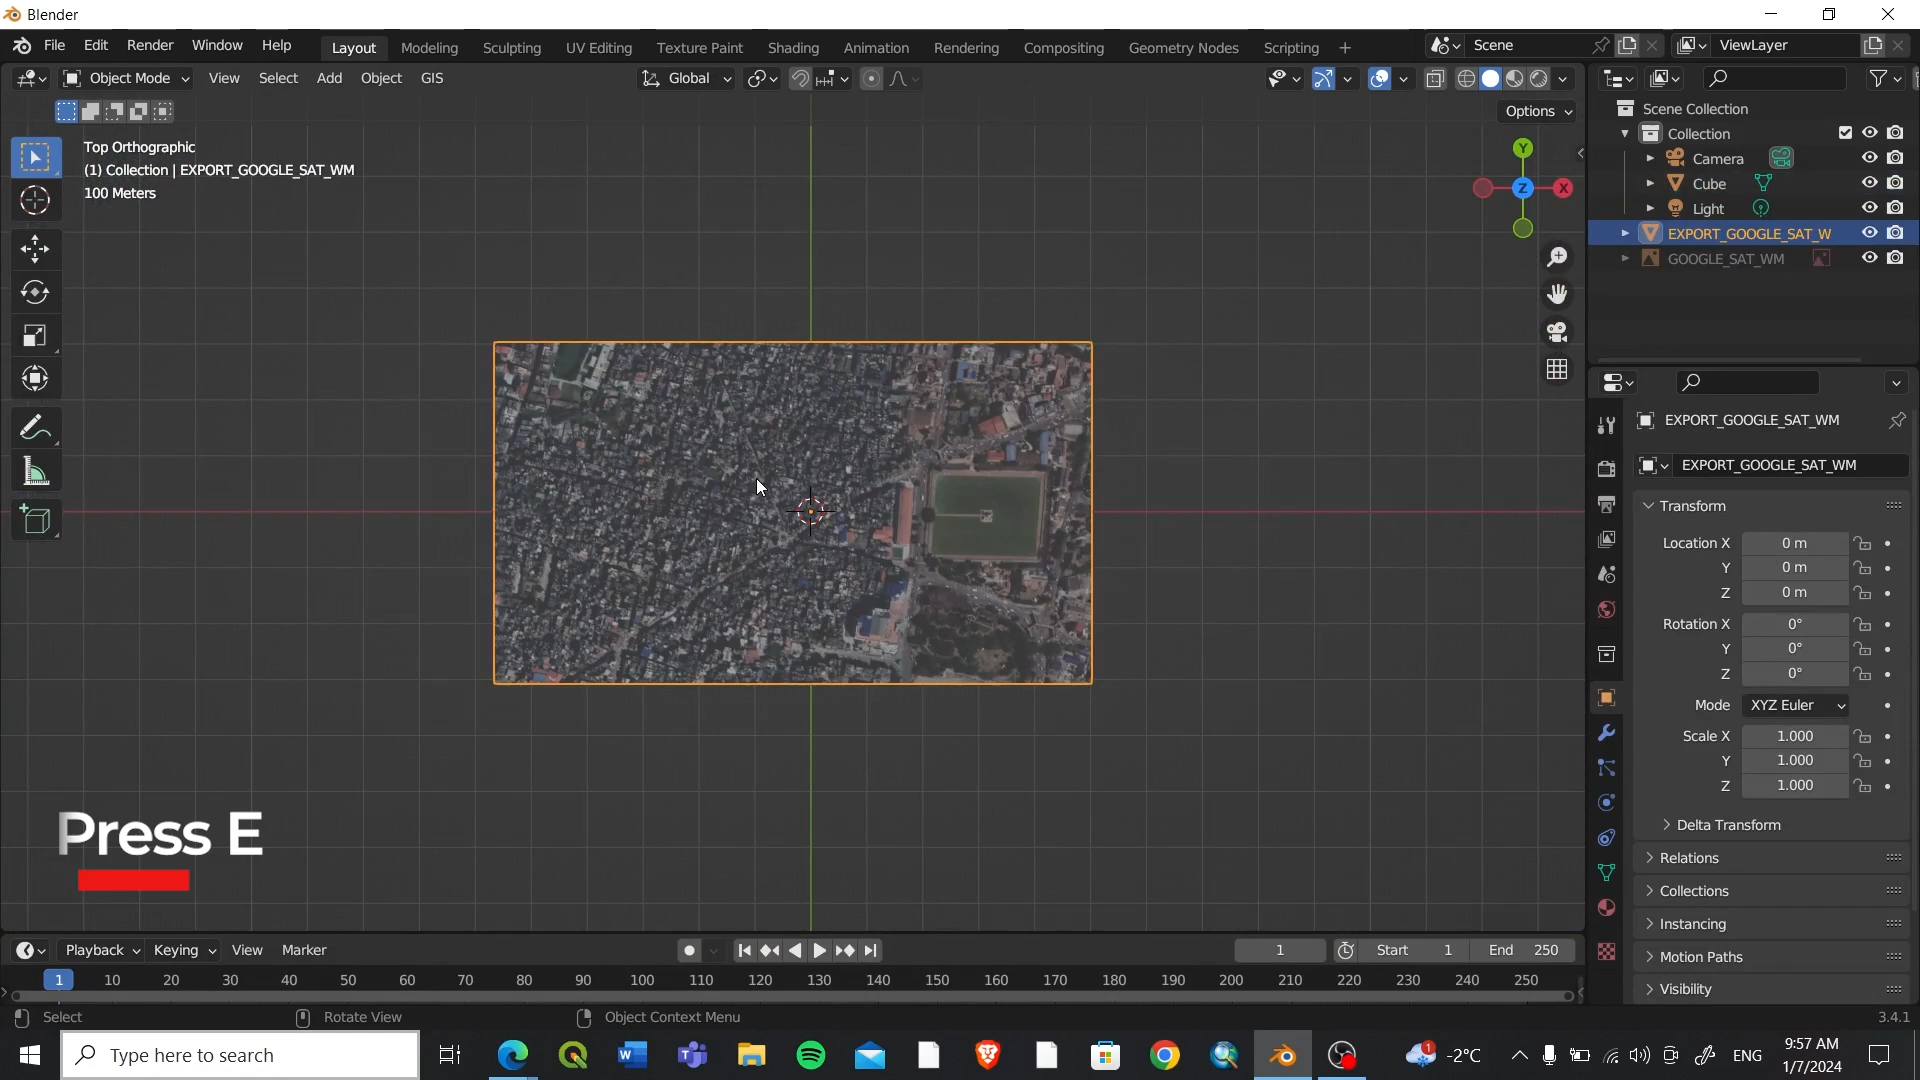 Blender
File Edit Render Window Help Layout Modeling Sculpting UV Editing Texture Paint Shading Animation Rendering Compositing Geometry Nodes Scripting + Scene ViewLayer
Object Mode View Select Add Object GIS Global
Options
Top Orthographic
(1) Collection | EXPORT_GOOGLE_SAT_WM
100 Meters
Y
Z X
Scene Collection
Collection
Camera
Cube
Light
EXPORT_GOOGLE_SAT_W
GOOGLE_SAT_WM
EXPORT_GOOGLE_SAT_WM
EXPORT_GOOGLE_SAT_WM
Transform
Location X 0 m
Y 0 m
Z 0 m
Rotation X 0°
Y 0°
Z 0°
Mode XYZ Euler
Scale X 1.000
Y 1.000
Z 1.000
Delta Transform
Relations
Collections
Instancing
Motion Paths
Visibility
Press E
Playback Keying View Marker 1 Start 1 End 250
1 10 20 30 40 50 60 70 80 90 100 110 120 130 140 150 160 170 180 190 200 210 220 230 240 250
Select Rotate View Object Context Menu 3.4.1
Type here to search 1 -2°C ENG 9:57 AM
1/7/2024